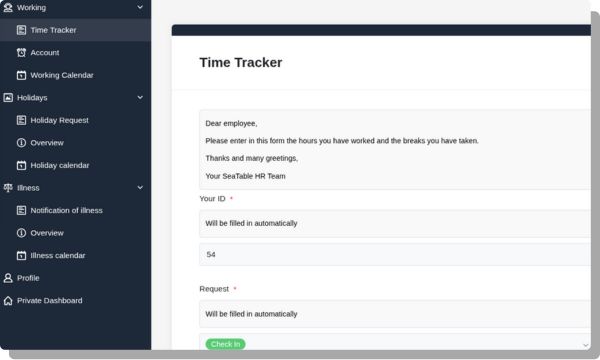 Working
Time Tracker
Account
Working Calendar
Holidays
Holiday Request
Overview
Holiday calendar
Illness
Notification of illness
Overview
Illness calendar
Profile
Private Dashboard
Time Tracker
Dear employee,
Please enter in this form the hours you have worked and the breaks you have taken.
Thanks and many greetings,
Your SeaTable HR Team
Your ID *
Will be filled in automatically
54
Request *
Will be filled in automatically
Check In